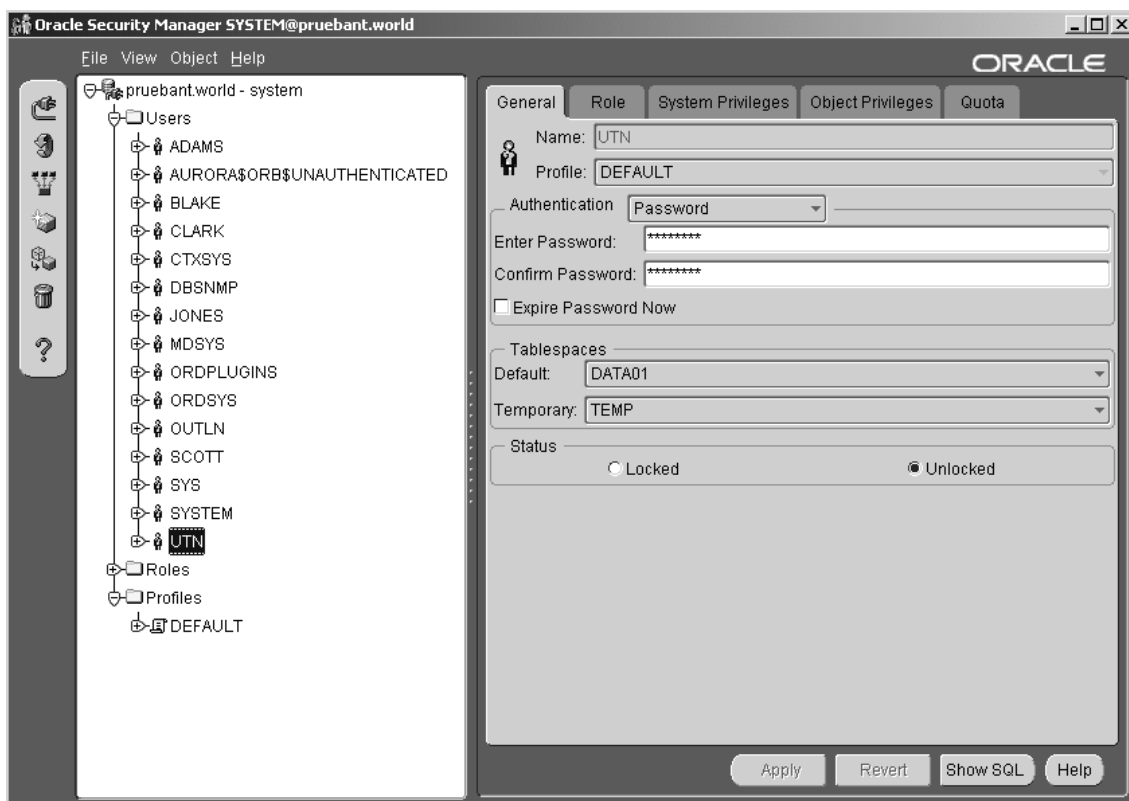 Oracle Security Manager SYSTEM@pruebant.world
File View Object Help
ORACLE
pruebant.world - system
Users
ADAMS
AURORA$ORB$UNAUTHENTICATED
BLAKE
CLARK
CTXSYS
DBSNMP
JONES
MDSYS
ORDPLUGINS
ORDSYS
OUTLN
SCOTT
SYS
SYSTEM
UTN
Roles
Profiles
DEFAULT
General Role System Privileges Object Privileges Quota
Name: UTN
Profile: DEFAULT
Authentication Password
Enter Password: ********
Confirm Password: ********
Expire Password Now
Tablespaces
Default: DATA01
Temporary: TEMP
Status
Locked Unlocked
Apply Revert Show SQL Help